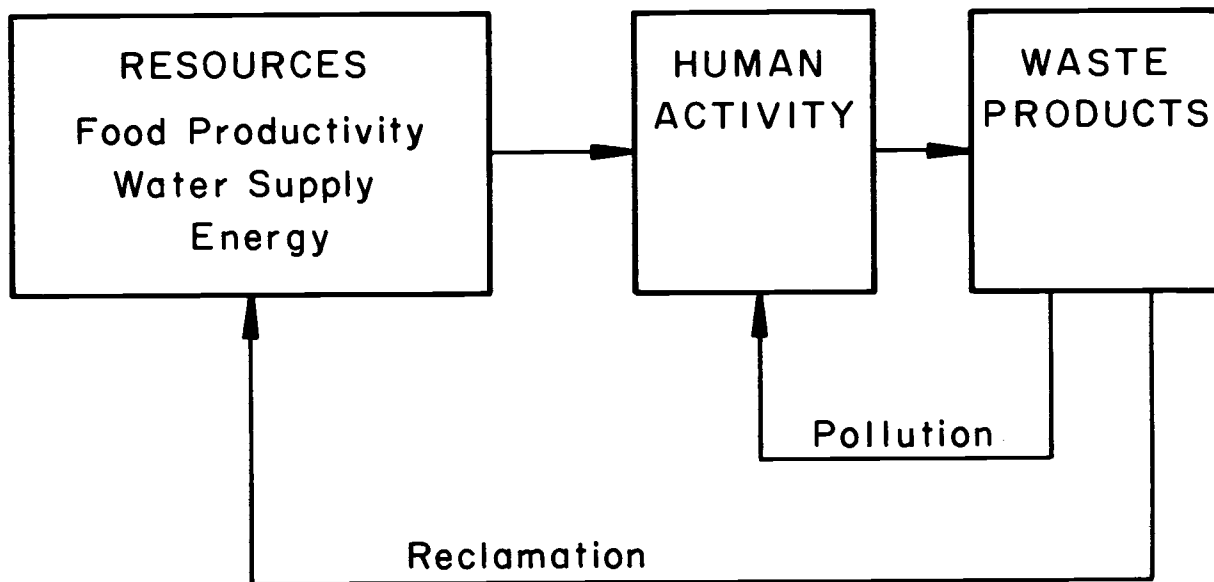 RESOURCES
Food Productivity
Water Supply
Energy
HUMAN
ACTIVITY
WASTE
PRODUCTS
Pollution
Reclamation